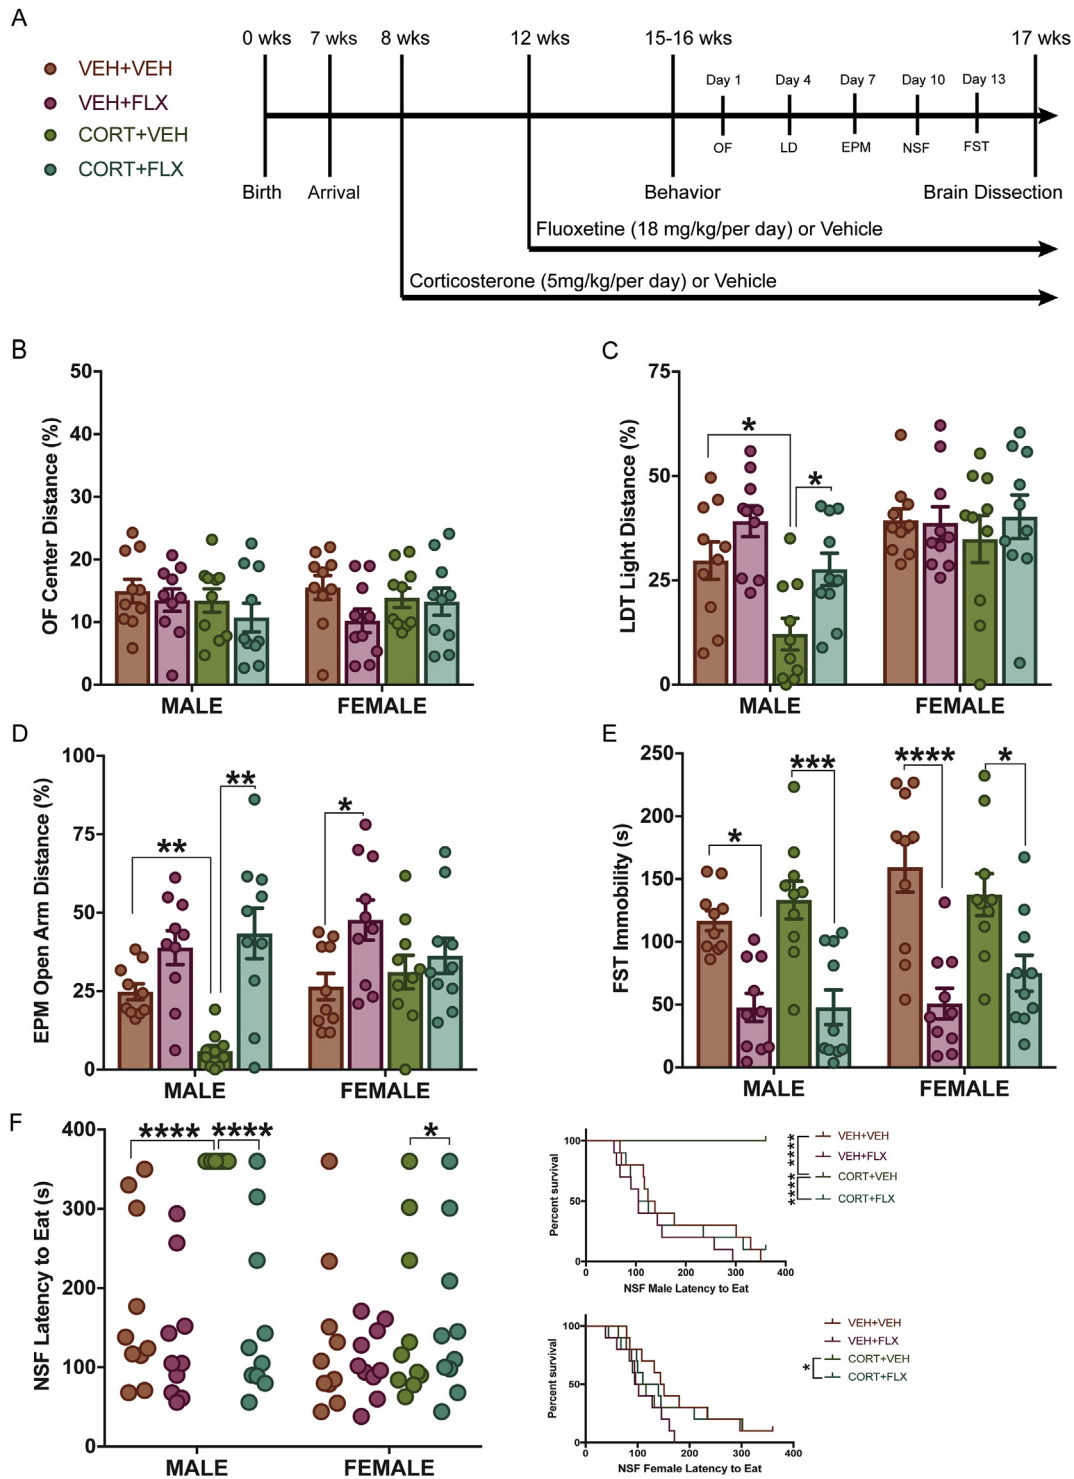 A
0 wks 7 wks 8 wks 12 wks 15-16 wks 17 wks
VEH+VEH
VEH+FLX
CORT+VEH
CORT+FLX
Day 1 Day 4 Day 7 Day 10 Day 13
OF LD EPM NSF FST
Birth Arrival Behavior Brain Dissection
Fluoxetine (18 mg/kg/per day) or Vehicle
Corticosterone (5mg/kg/per day) or Vehicle
B
OF Center Distance (%)
50
40
30
20
10
0
MALE FEMALE
C
LDT Light Distance (%)
75
50
25
0
* *
MALE FEMALE
D
EPM Open Arm Distance (%)
100
75
50
25
0
** ** *
MALE FEMALE
E
FST Immobility (s)
250
200
150
100
50
0
* *** **** *
MALE FEMALE
F
NSF Latency to Eat (s)
400
300
200
100
0
**** **** *
MALE FEMALE
Percent survival
100
50
0
0 100 200 300 400
NSF Male Latency to Eat
VEH+VEH
VEH+FLX
CORT+VEH
CORT+FLX
****
****
Percent survival
100
50
0
0 100 200 300 400
NSF Female Latency to Eat
VEH+VEH
VEH+FLX
CORT+VEH
CORT+FLX
*